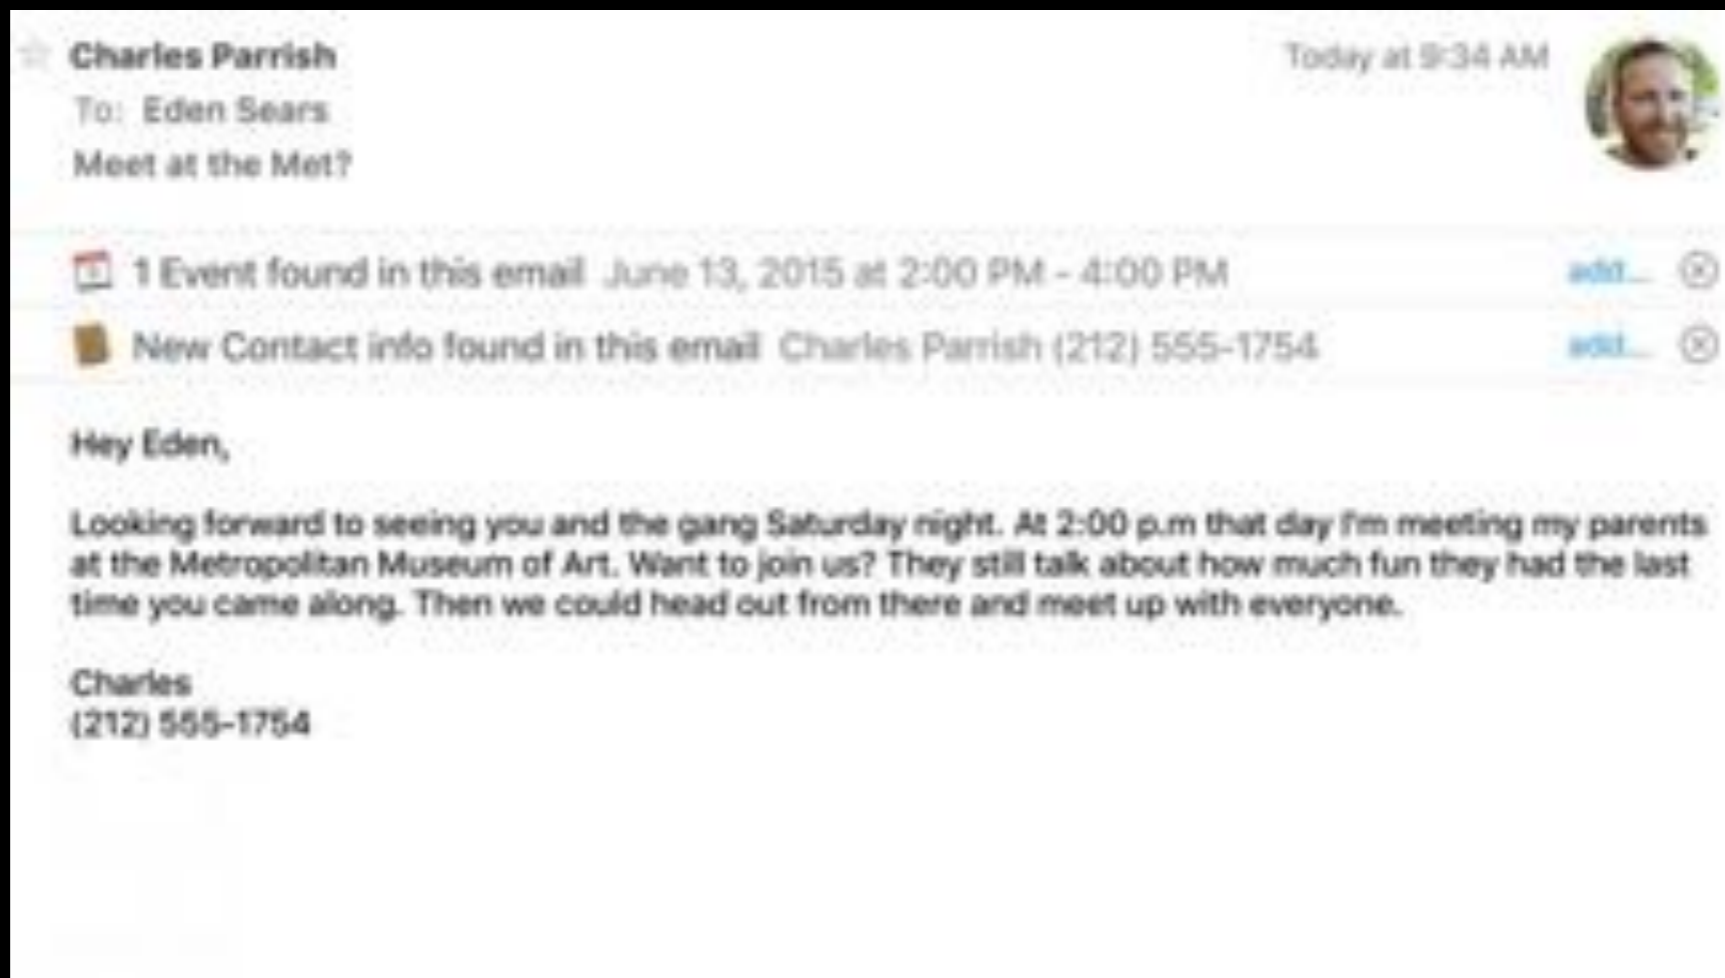 Charles Parrish
Today at 9:34 AM
To: Eden Sears
Meet at the Met?
1 Event found in this email June 13, 2015 at 2:00 PM - 4:00 PM add...
New Contact info found in this email Charles Parrish (212) 555-1754 add...
Hey Eden,
Looking forward to seeing you and the gang Saturday night. At 2:00 p.m that day I'm meeting my parents
at the Metropolitan Museum of Art. Want to join us? They still talk about how much fun they had the last
time you came along. Then we could head out from there and meet up with everyone.
Charles
(212) 555-1754